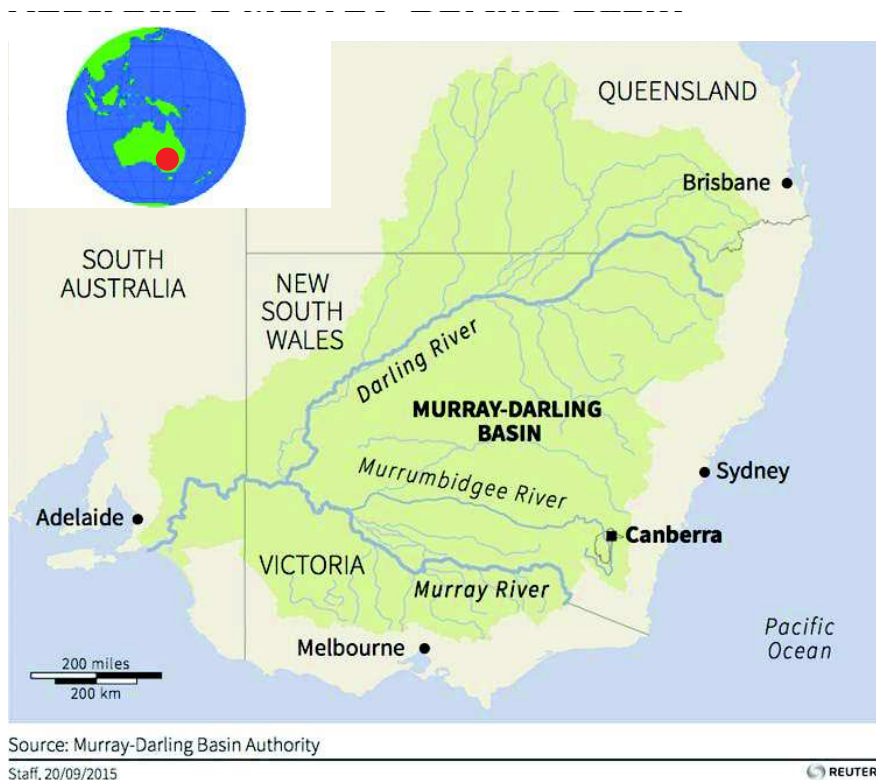 QUEENSLAND
Brisbane
SOUTH
AUSTRALIA
NEW
SOUTH
WALES
Darling River
MURRAY-DARLING
BASIN
Murrumbidgee River
Sydney
Adelaide
Canberra
VICTORIA
Murray River
Pacific
Ocean
Melbourne
200 miles
200 km
Source: Murray-Darling Basin Authority
Staff, 20/09/2015
REUTER